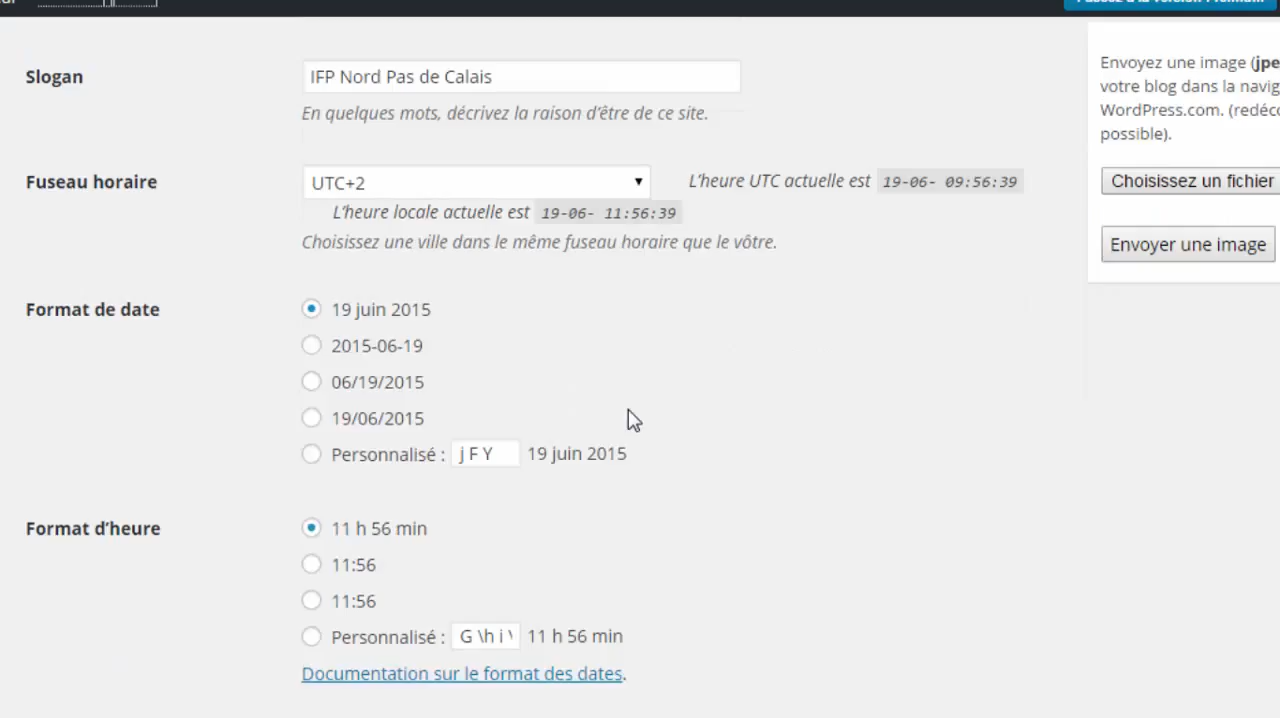 Slogan
IFP Nord Pas de Calais
En quelques mots, décrivez la raison d'être de ce site.
Fuseau horaire
UTC+2
L'heure UTC actuelle est 19-06- 09:56:39
L'heure locale actuelle est 19-06- 11:56:39
Choisissez une ville dans le même fuseau horaire que le vôtre.
Format de date
19 juin 2015
2015-06-19
06/19/2015
19/06/2015
Personnalisé : j F Y 19 juin 2015
Format d'heure
11 h 56 min
11:56
11:56
Personnalisé : G \h i \ 11 h 56 min
Documentation sur le format des dates.
Envoyez une image (jpe
votre blog dans la navig
WordPress.com. (redéco
possible).
Choisissez un fichier
Envoyer une image